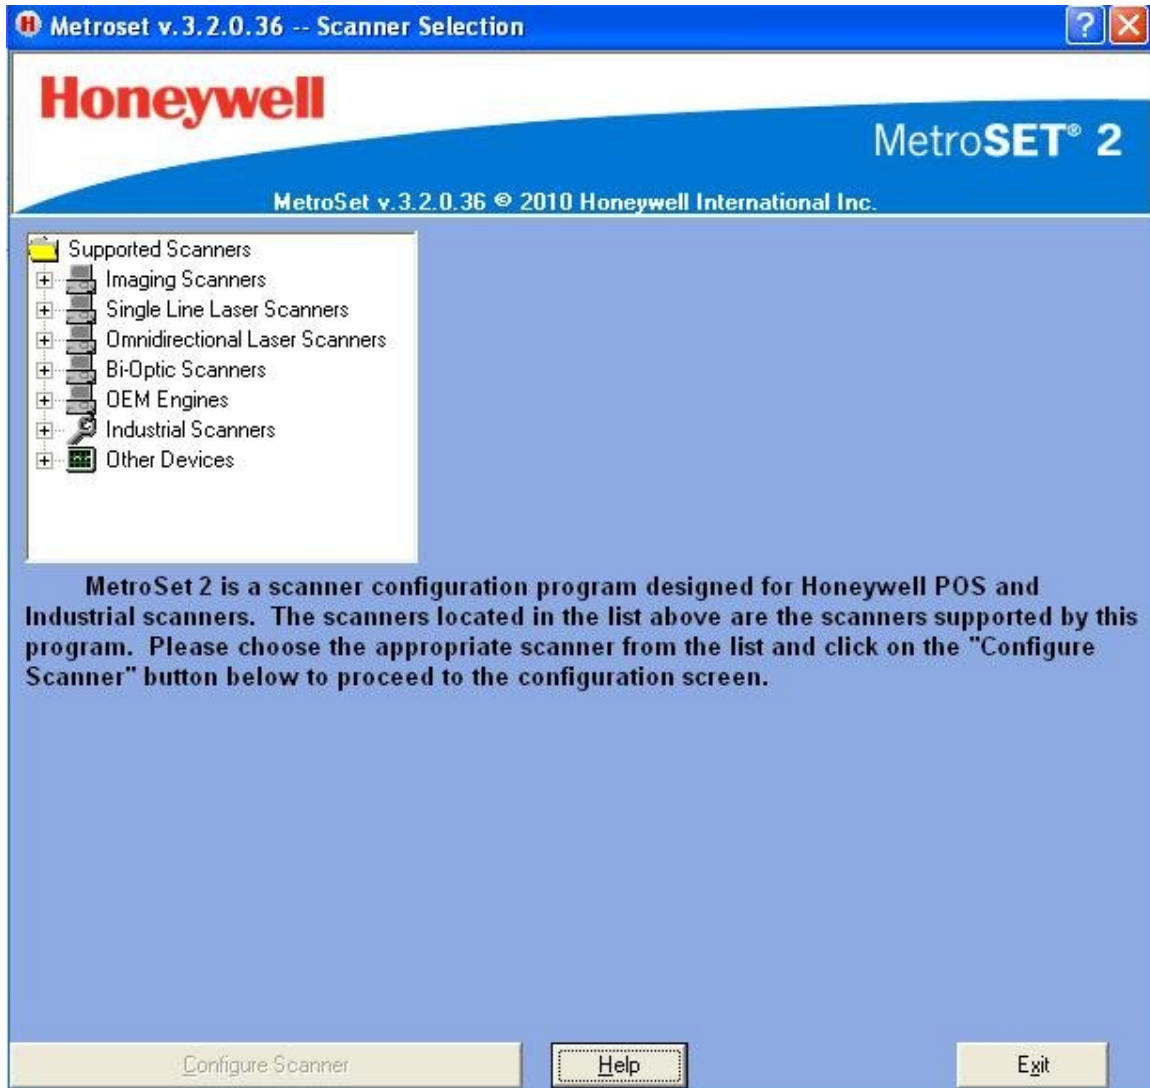 Metroset v.3.2.0.36 -- Scanner Selection
Honeywell
MetroSET® 2
MetroSet v.3.2.0.36 © 2010 Honeywell International Inc.
Supported Scanners
Imaging Scanners
Single Line Laser Scanners
Omnidirectional Laser Scanners
Bi-Optic Scanners
OEM Engines
Industrial Scanners
Other Devices
MetroSet 2 is a scanner configuration program designed for Honeywell POS and
Industrial scanners. The scanners located in the list above are the scanners supported by this
program. Please choose the appropriate scanner from the list and click on the "Configure
Scanner" button below to proceed to the configuration screen.
Configure Scanner
Help
Exit